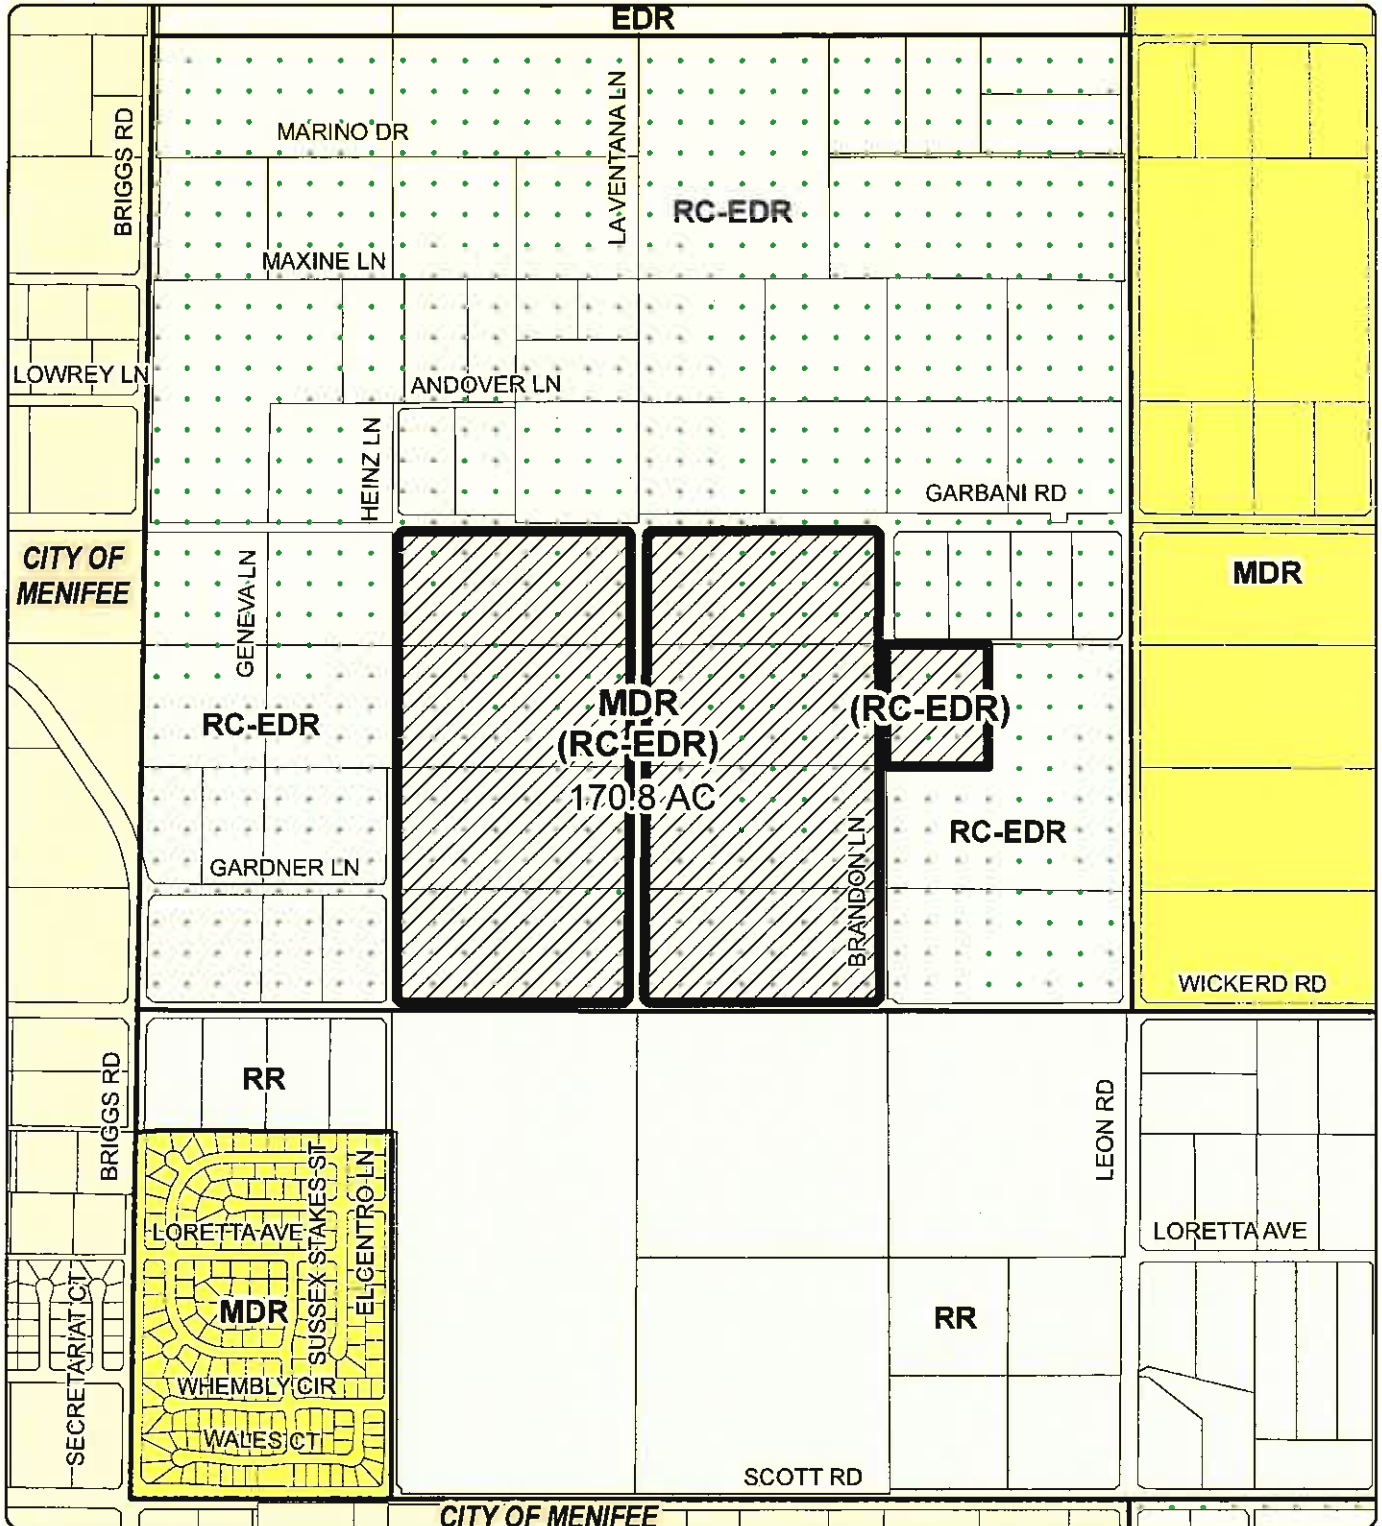 EDR
BRIGGS RD
MARINO DR
LA VENTANA LN
RC-EDR
MAXINE LN
LOWREY LN
ANDOVER LN
HEINZ LN
GARBANI RD
CITY OF
MENIFEE
GENEVA LN
MDR
RC-EDR
MDR
(RC-EDR)
170.8 AC
(RC-EDR)
BRANDON LN
RC-EDR
GARDNER LN
WICKERD RD
RR
BRIGGS RD
LEON RD
SUSSEX STAKES ST
EL CENTRO LN
LORETTA AVE
LORETTA AVE
SECRETARIAT CT
MDR
RR
WHEMBLY CIR
WALES CT
SCOTT RD
CITY OF MENIFEE